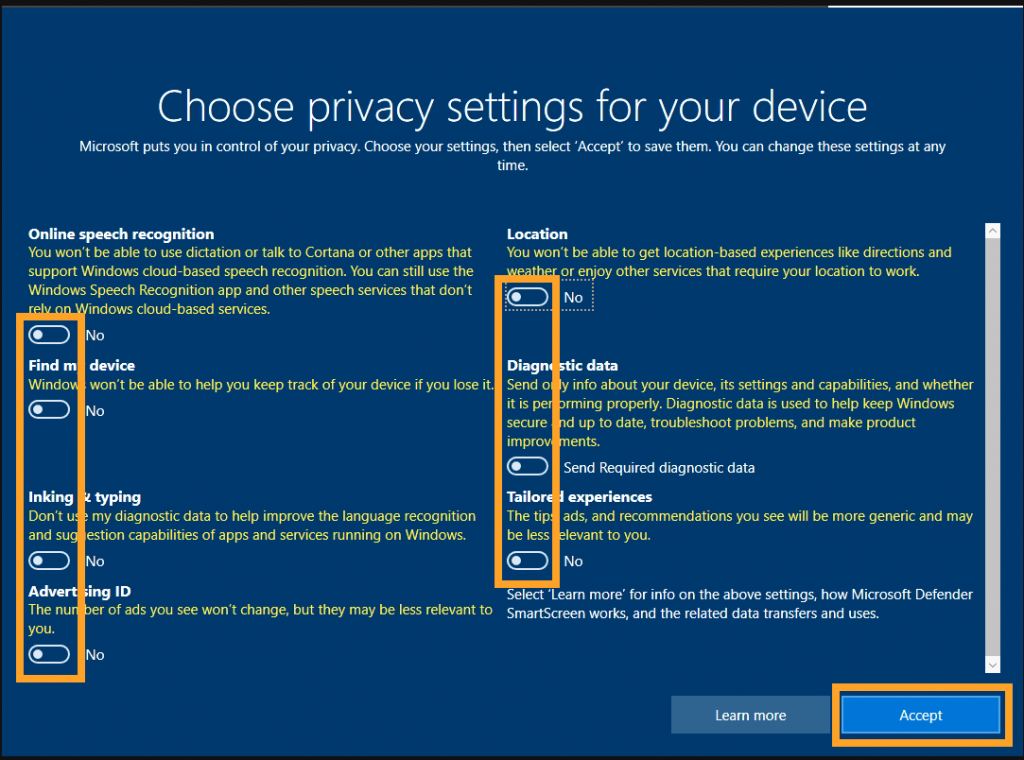 Choose privacy settings for your device
Microsoft puts you in control of your privacy. Choose your settings, then select ‘Accept’ to save them. You can change these settings at any
time.
Online speech recognition
You won’t be able to use dictation or talk to Cortana or other apps that
support Windows cloud-based speech recognition. You can still use the
Windows Speech Recognition app and other speech services that don’t
rely on Windows cloud-based services.
No
Find my device
Windows won’t be able to help you keep track of your device if you lose it.
No
Inking & typing
Don’t use my diagnostic data to help improve the language recognition
and suggestion capabilities of apps and services running on Windows.
No
Advertising ID
The number of ads you see won’t change, but they may be less relevant to
you.
No
Location
You won’t be able to get location-based experiences like directions and
weather or enjoy other services that require your location to work.
No
Diagnostic data
Send only info about your device, its settings and capabilities, and whether
it is performing properly. Diagnostic data is used to help keep Windows
secure and up to date, troubleshoot problems, and make product
improvements.
Send Required diagnostic data
Tailored experiences
The tips, ads, and recommendations you see will be more generic and may
be less relevant to you.
No
Select ‘Learn more’ for info on the above settings, how Microsoft Defender
SmartScreen works, and the related data transfers and uses.
Learn more
Accept